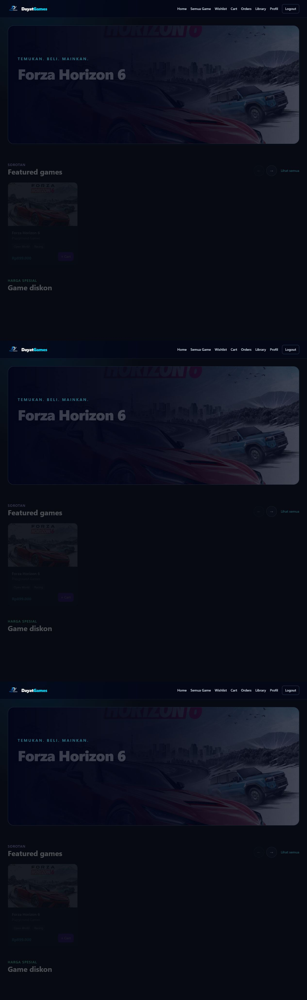 DayatGames
Home Semua Game Wishlist Cart Orders Library Profil Logout
HORIZON 6
TEMUKAN. BELI. MAINKAN.
Forza Horizon 6
SOROTAN
Featured games
← → Lihat semua
FORZA
HORIZON 6
Forza Horizon 6
Playground Games
Open World Racing
Rp899.000 + Cart
HARGA SPESIAL
Game diskon
DayatGames
Home Semua Game Wishlist Cart Orders Library Profil Logout
HORIZON 6
TEMUKAN. BELI. MAINKAN.
Forza Horizon 6
SOROTAN
Featured games
← → Lihat semua
FORZA
HORIZON 6
Forza Horizon 6
Playground Games
Open World Racing
Rp899.000 + Cart
HARGA SPESIAL
Game diskon
DayatGames
Home Semua Game Wishlist Cart Orders Library Profil Logout
HORIZON 6
TEMUKAN. BELI. MAINKAN.
Forza Horizon 6
SOROTAN
Featured games
← → Lihat semua
FORZA
HORIZON 6
Forza Horizon 6
Playground Games
Open World Racing
Rp899.000 + Cart
HARGA SPESIAL
Game diskon